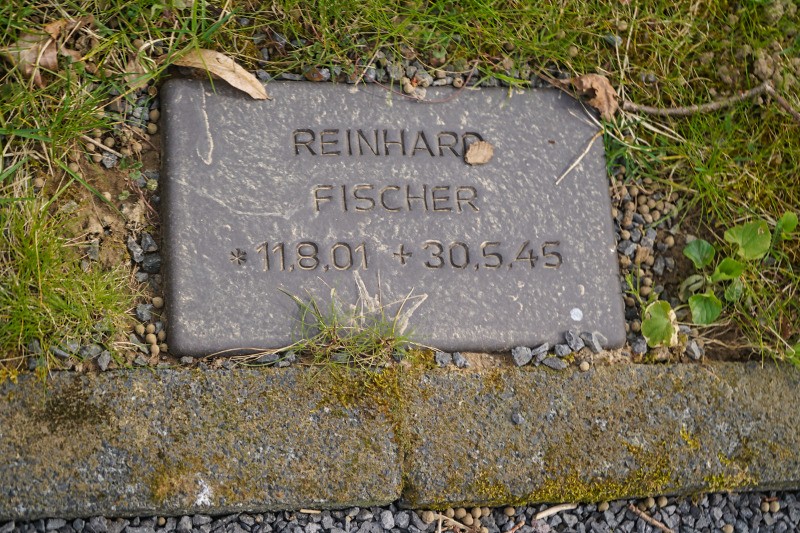 REINHARD
FISCHER
* 11.8.01 + 30.5.45